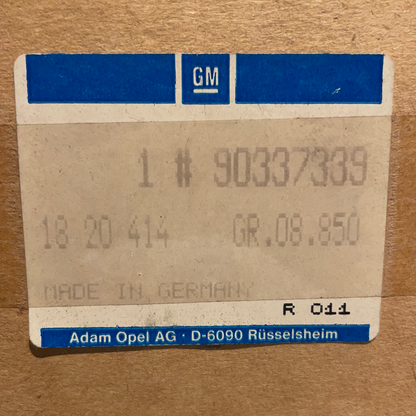 GM
1 # 90337339
18 20 414 GR.08.850
MADE IN GERMANY
R 011
Adam Opel AG · D-6090 Rüsselsheim